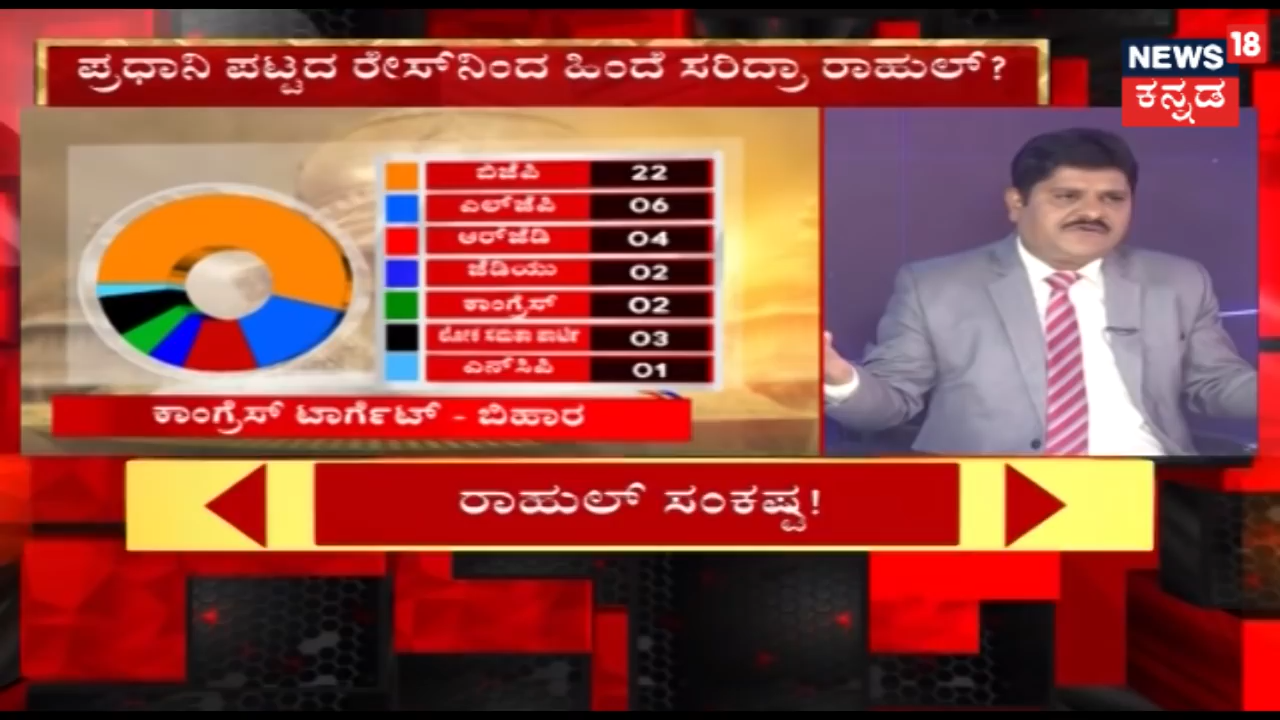 ಪ್ರಧಾನಿ ಪಟ್ಟದ ರೇಸ್‌ನಿಂದ ಹಿಂದೆ ಸರಿದ್ರಾ ರಾಹುಲ್?
NEWS 18
ಕನ್ನಡ
ಬಿಜೆಪಿ 22
ಎಲ್‌ಜೆಪಿ 06
ಆರ್‌ಜೆಡಿ 04
ಜೆಡಿಯು 02
ಕಾಂಗ್ರೆಸ್ 02
ಲೋಕ ಸಮತಾ ಪಾರ್ಟಿ 03
ಎನ್‌ಸಿಪಿ 01
ಕಾಂಗ್ರೆಸ್ ಟಾರ್ಗೆಟ್ - ಬಿಹಾರ
ರಾಹುಲ್ ಸಂಕಷ್ಟ!